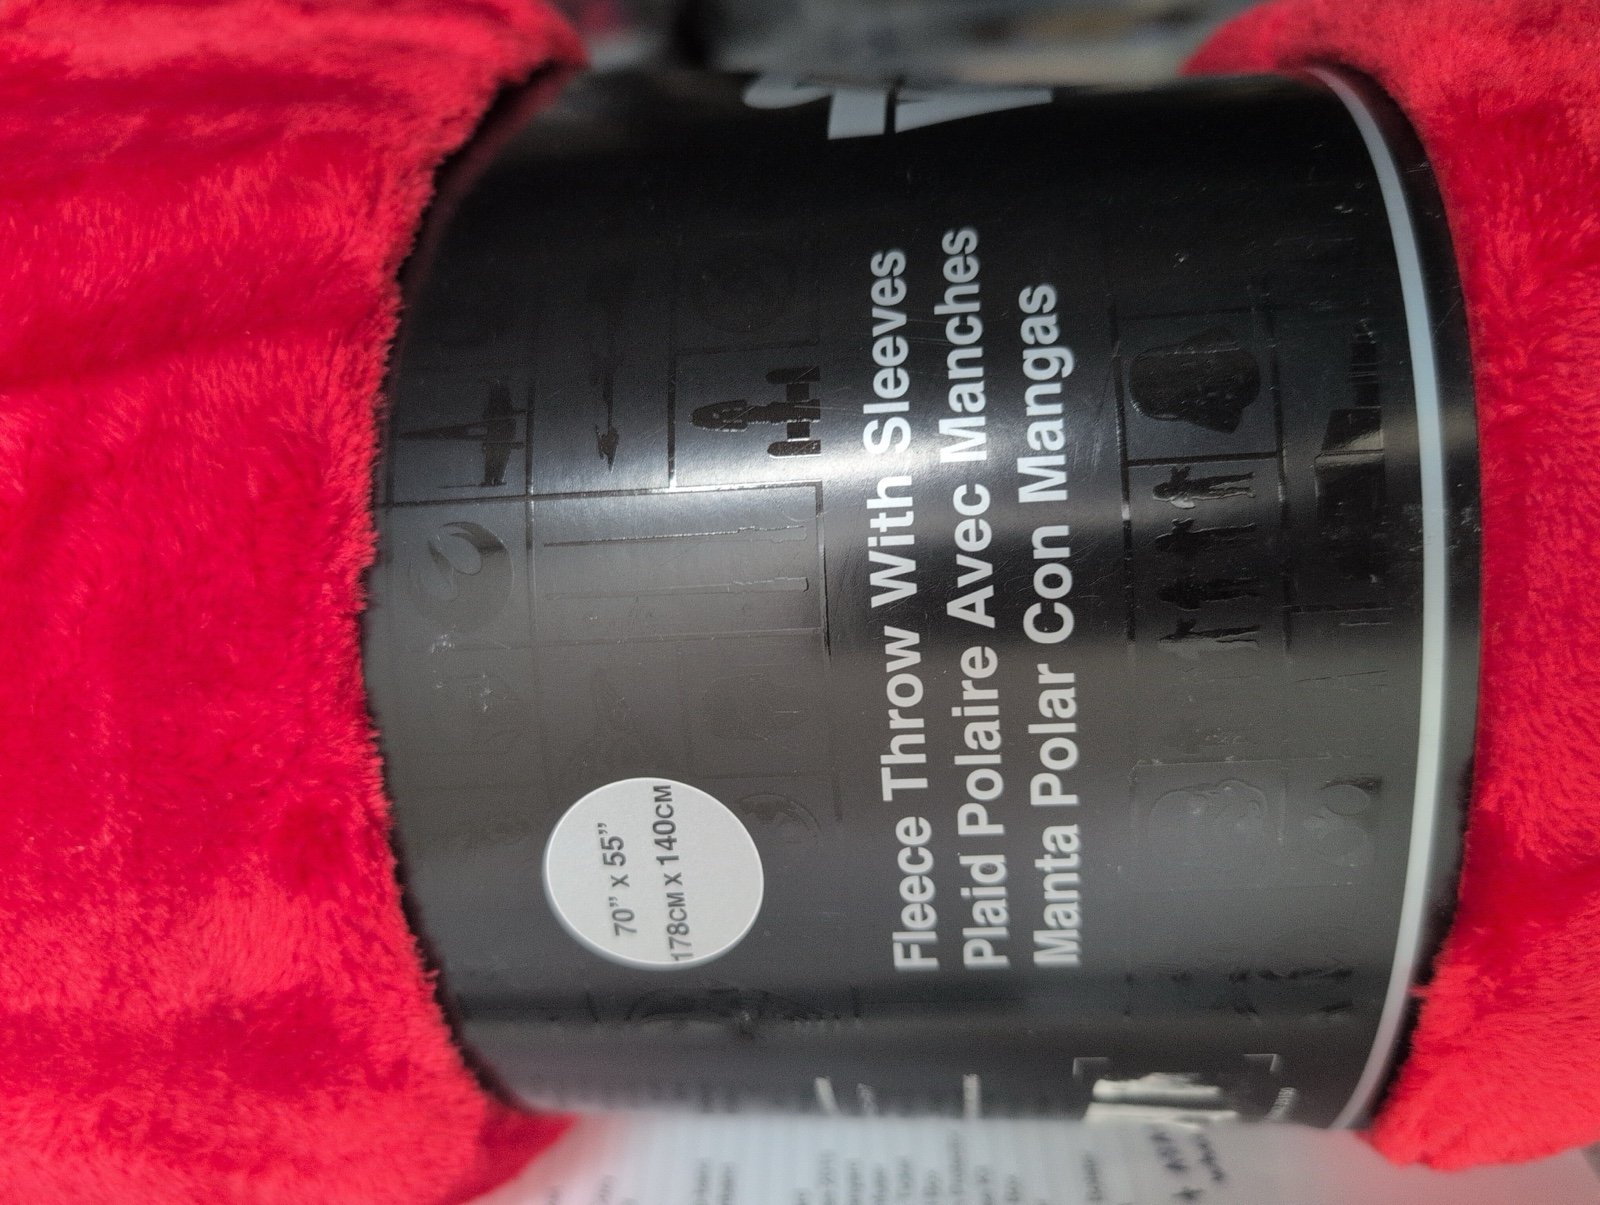 Fleece Throw With Sleeves
Plaid Polaire Avec Manches
Manta Polar Con Mangas
70” X 55”
178CM X 140CM